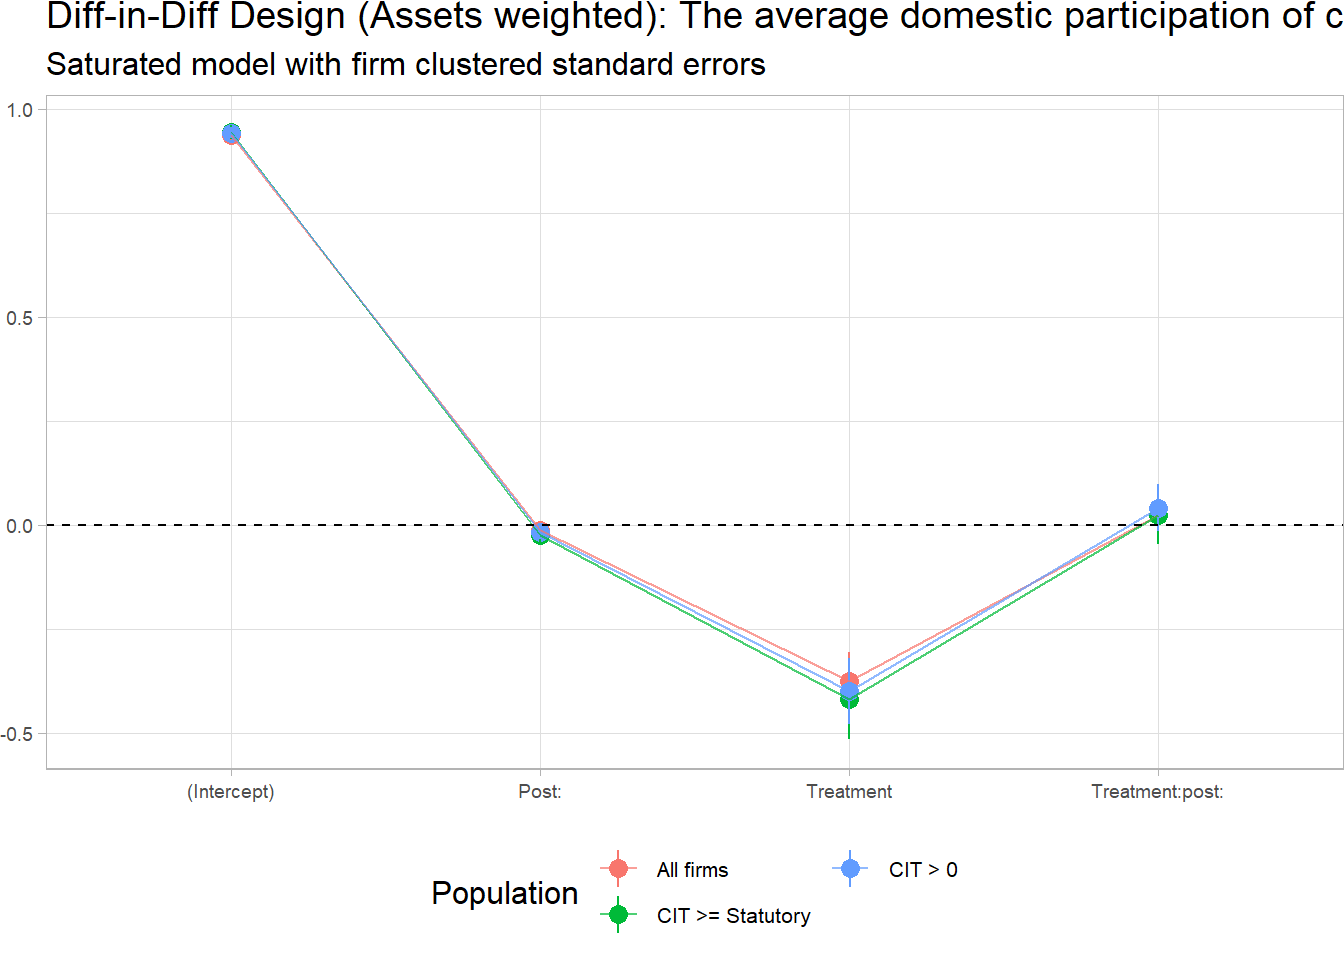 Diff-in-Diff Design (Assets weighted): The average domestic participation of c
Saturated model with firm clustered standard errors
1.0
0.5
0.0
-0.5
(Intercept)
Post:
Treatment
Treatment:post:
Population
All firms
CIT > 0
CIT >= Statutory